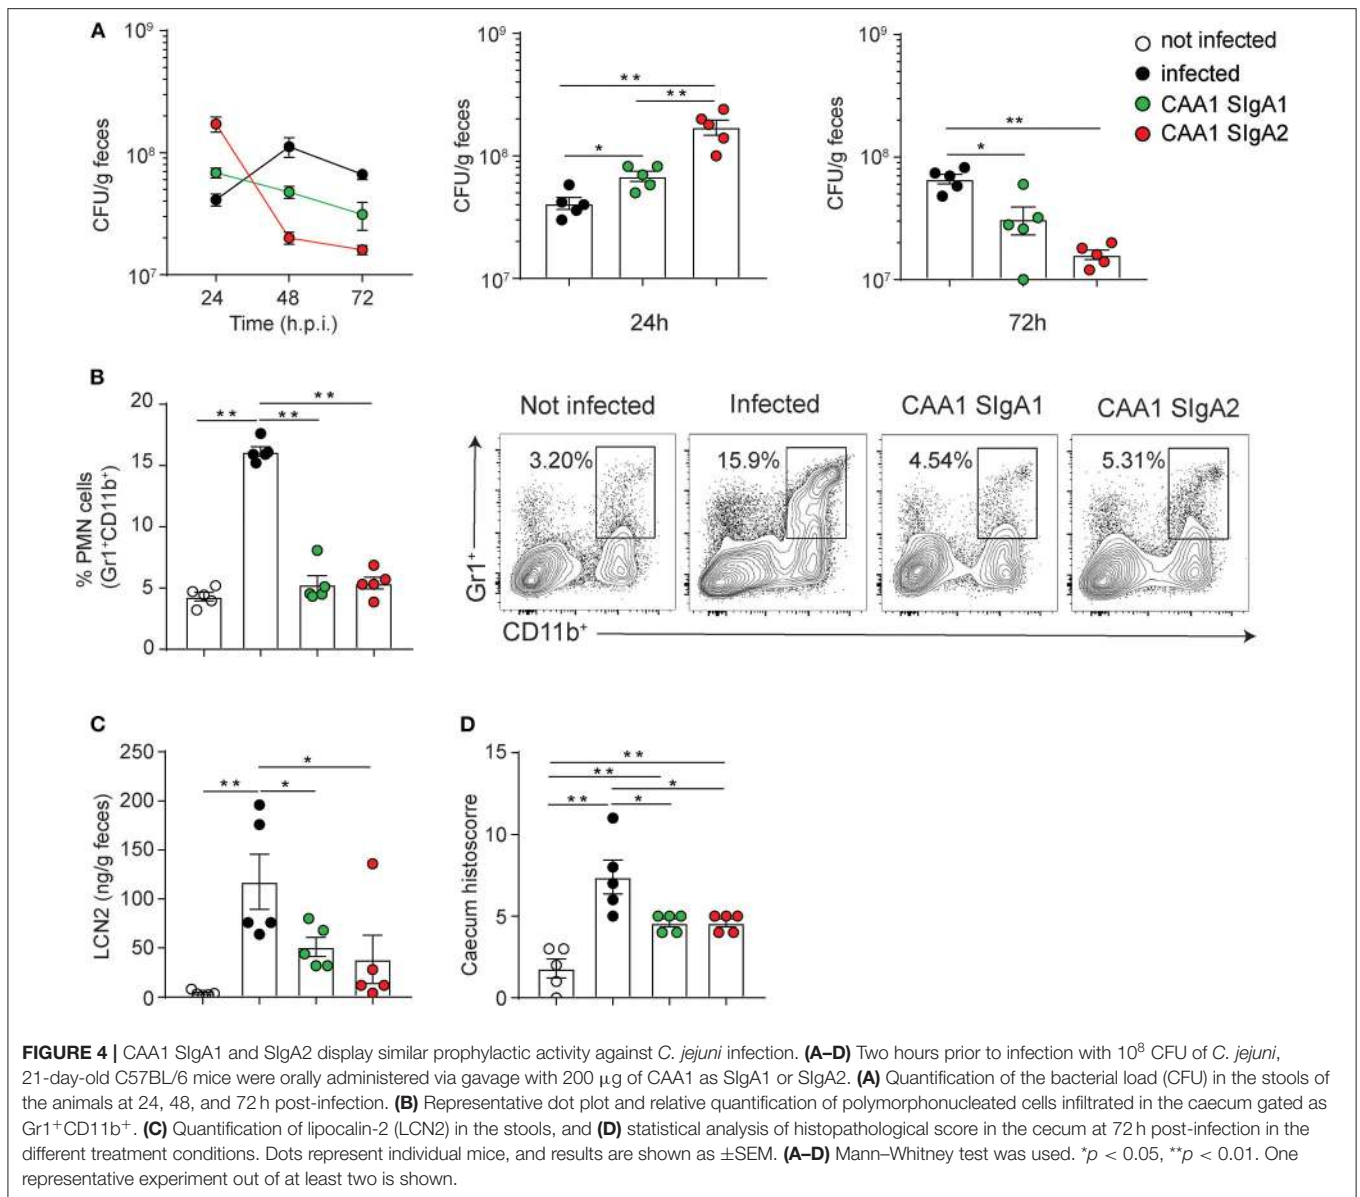 A
10⁹
10⁸
10⁷
CFU/g feces
24 48 72
Time (h.p.i.)
10⁹
10⁸
10⁷
CFU/g feces
**
**
*
24h
10⁹
10⁸
10⁷
CFU/g feces
**
*
72h
not infected
infected
CAA1 SIgA1
CAA1 SIgA2
B
20
15
10
5
0
% PMN cells
(Gr1⁺CD11b⁺)
** ** **
Not infected Infected CAA1 SIgA1 CAA1 SIgA2
3.20% 15.9% 4.54% 5.31%
Gr1⁺
CD11b⁺
C
250
200
150
100
50
0
LCN2 (ng/g feces)
*
** *
D
15
10
5
0
Caecum histoscorre
**
**
*
** *
FIGURE 4 | CAA1 SIgA1 and SIgA2 display similar prophylactic activity against C. jejuni infection. (A–D) Two hours prior to infection with 10⁸ CFU of C. jejuni,
21-day-old C57BL/6 mice were orally administered via gavage with 200 μg of CAA1 as SIgA1 or SIgA2. (A) Quantification of the bacterial load (CFU) in the stools of
the animals at 24, 48, and 72 h post-infection. (B) Representative dot plot and relative quantification of polymorphonucleated cells infiltrated in the caecum gated as
Gr1⁺CD11b⁺. (C) Quantification of lipocalin-2 (LCN2) in the stools, and (D) statistical analysis of histopathological score in the cecum at 72 h post-infection in the
different treatment conditions. Dots represent individual mice, and results are shown as ±SEM. (A–D) Mann–Whitney test was used. *p < 0.05, **p < 0.01. One
representative experiment out of at least two is shown.